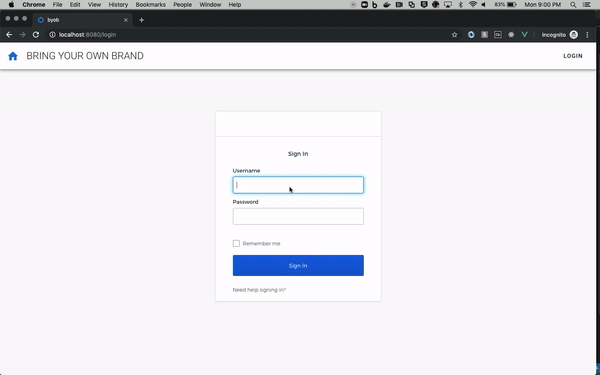 Chrome File Edit View History Bookmarks People Window Help 83% Mon 9:00 PM
byob
localhost:8080/login Incognito
BRING YOUR OWN BRAND LOGIN
Sign In
Username
Password
Remember me
Sign In
Need help signing in?